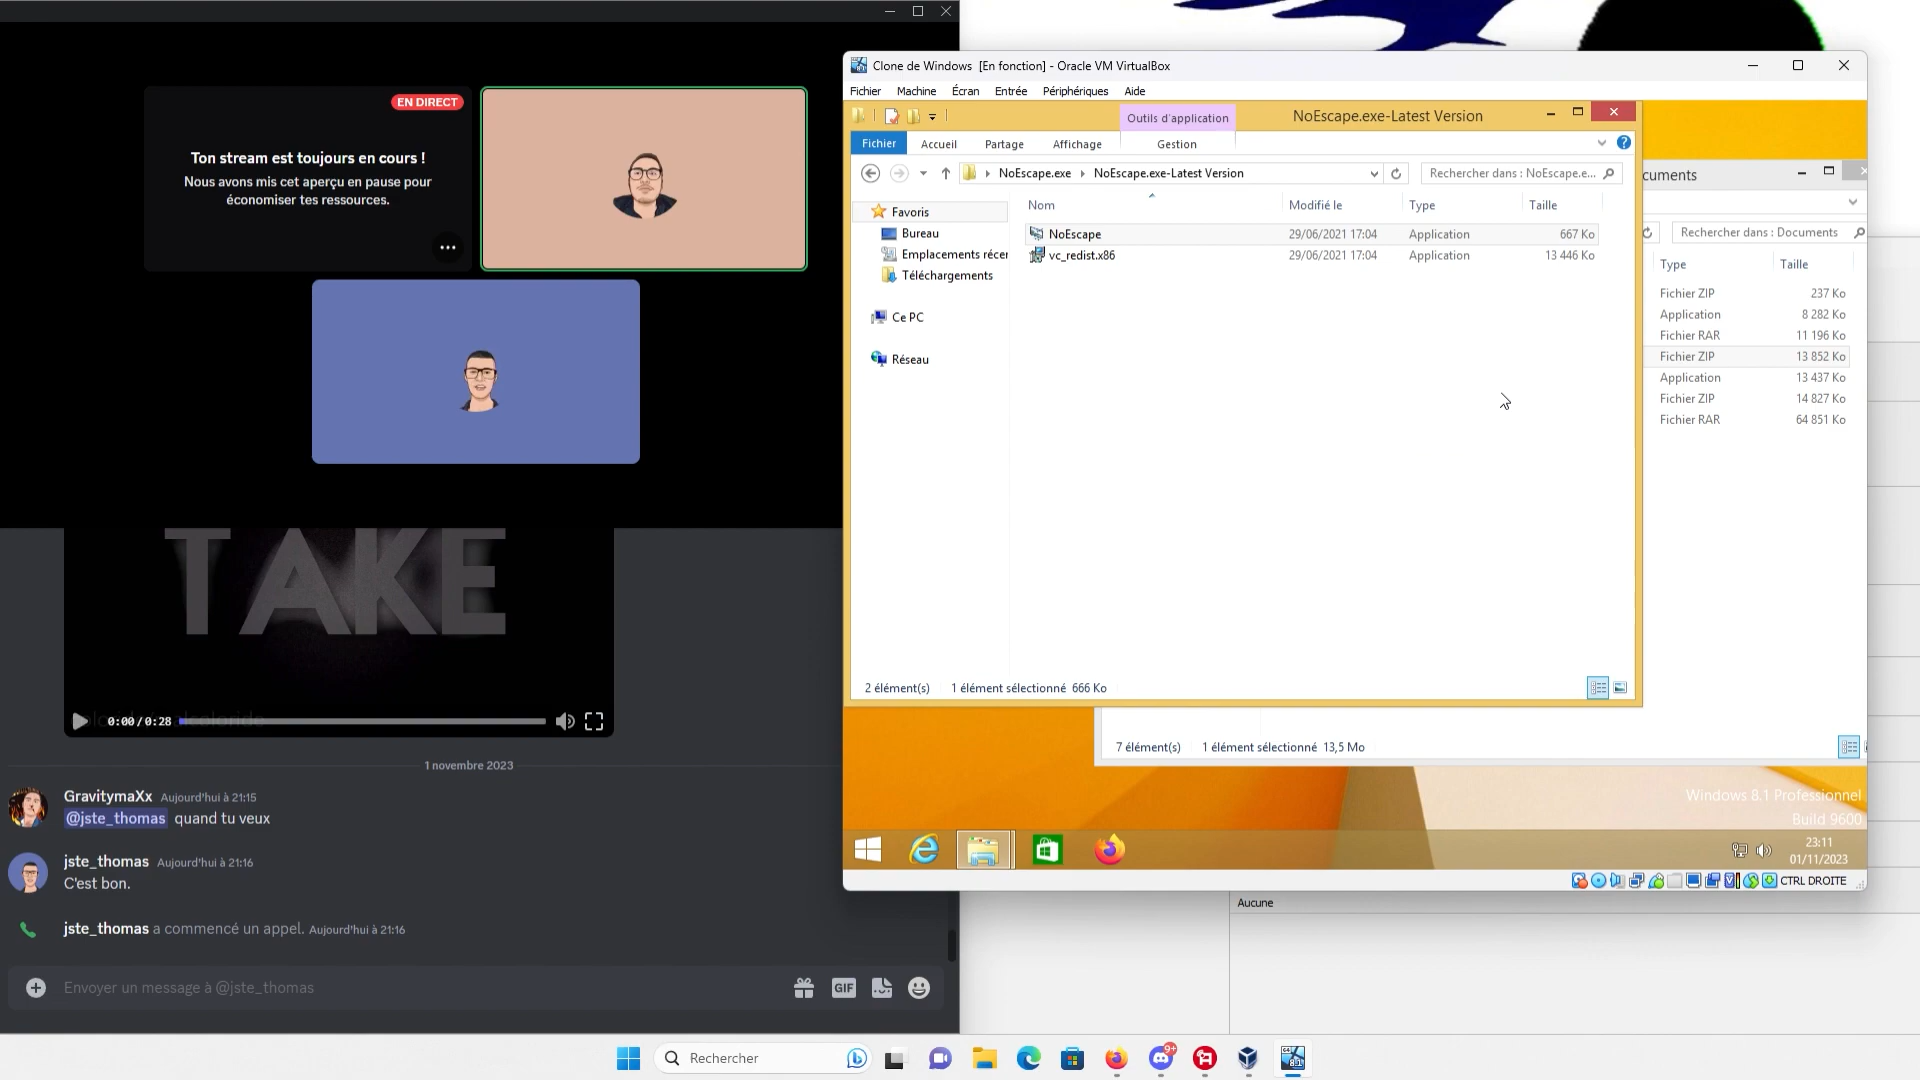 EN DIRECT
Ton stream est toujours en cours !
Nous avons mis cet aperçu en pause pour
économiser tes ressources.
TAKE
0:00 / 0:28
1 novembre 2023
GravitymaXx Aujourd'hui à 21:15
@jste_thomas quand tu veux
jste_thomas Aujourd'hui à 21:16
C'est bon.
jste_thomas a commencé un appel. Aujourd'hui à 21:16
Envoyer un message à @jste_thomas
GIF
Clone de Windows [En fonction] - Oracle VM VirtualBox
Fichier Machine Écran Entrée Périphériques Aide
Outils d'application
NoEscape.exe-Latest Version
Fichier Accueil Partage Affichage Gestion
NoEscape.exe NoEscape.exe-Latest Version
Rechercher dans : NoEscape.e...
Favoris
Bureau
Emplacements récer
Téléchargements
Ce PC
Réseau
Nom Modifié le Type Taille
NoEscape 29/06/2021 17:04 Application 667 Ko
vc_redist.x86 29/06/2021 17:04 Application 13 446 Ko
2 élément(s) 1 élément sélectionné 666 Ko
cuments
Rechercher dans : Documents
Type Taille
Fichier ZIP 237 Ko
Application 8 282 Ko
Fichier RAR 11 196 Ko
Fichier ZIP 13 852 Ko
Application 13 437 Ko
Fichier ZIP 14 827 Ko
Fichier RAR 64 851 Ko
7 élément(s) 1 élément sélectionné 13,5 Mo
Windows 8.1 Professionnel
Build 9600
23:11
01/11/2023
CTRL DROITE
Aucune
Rechercher
9+